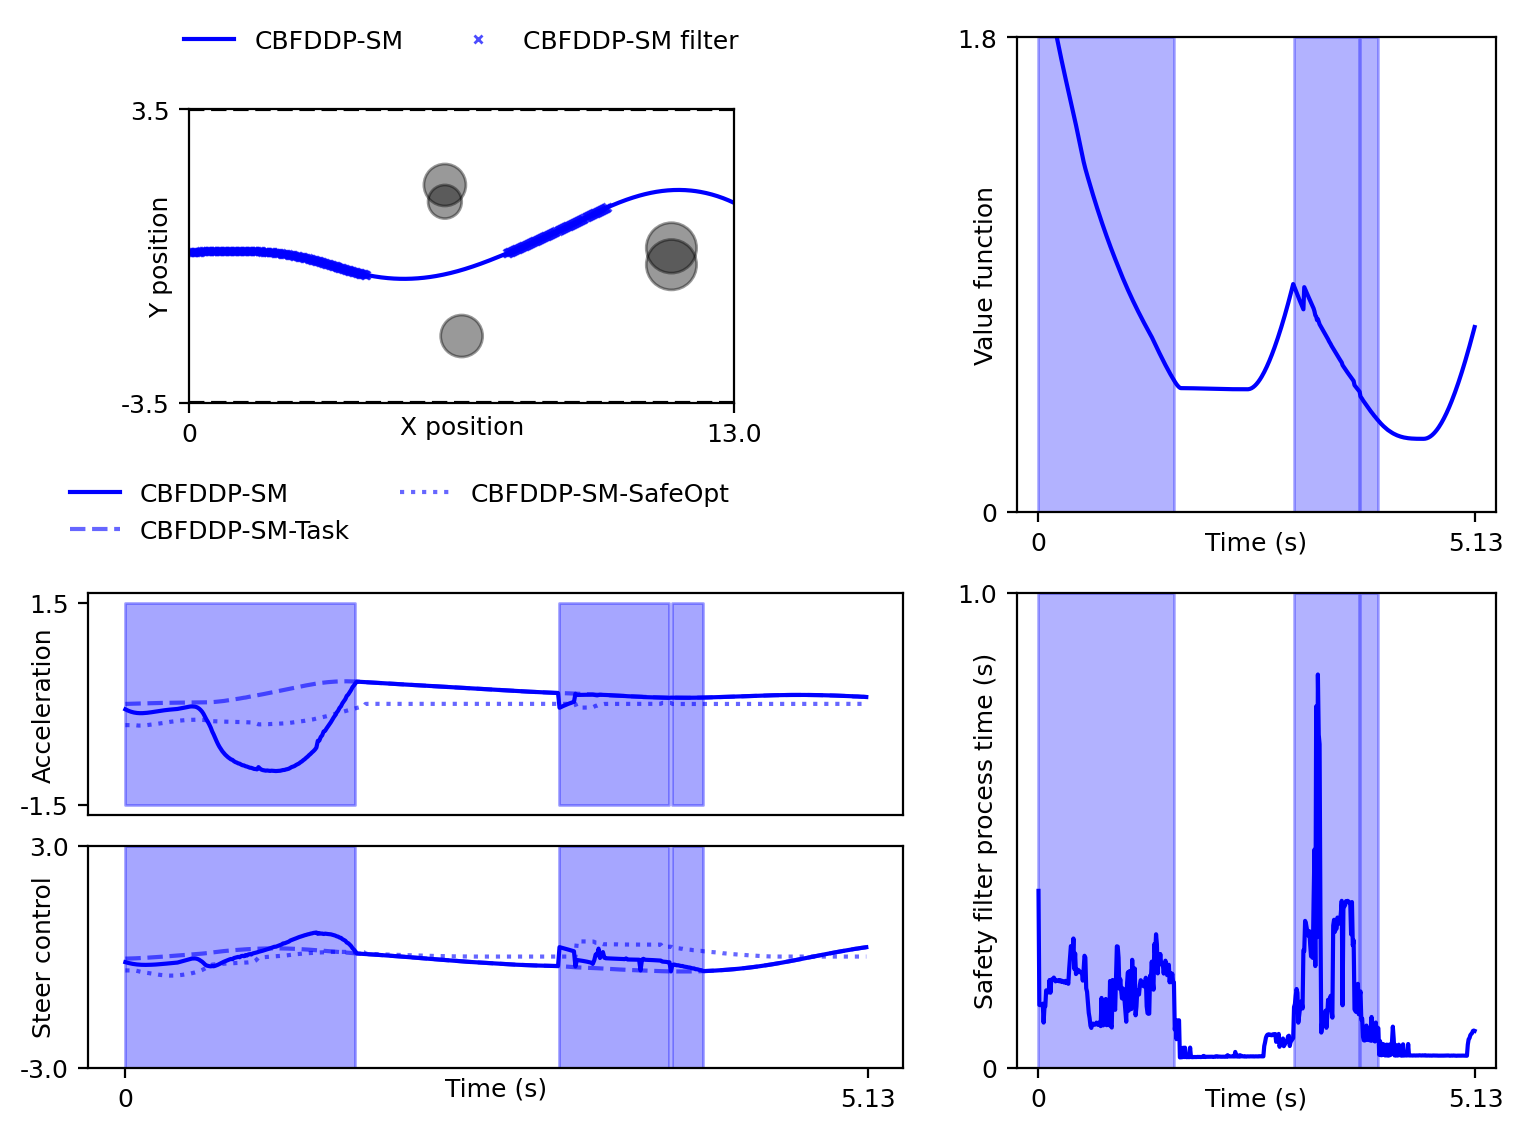 CBFDDP-SM
CBFDDP-SM filter
3.5
Y position
-3.5
0
X position
13.0
1.8
Value function
0
0
Time (s)
5.13
CBFDDP-SM
CBFDDP-SM-SafeOpt
CBFDDP-SM-Task
1.5
Acceleration
-1.5
3.0
Steer control
-3.0
0
Time (s)
5.13
1.0
Safety filter process time (s)
0
0
Time (s)
5.13